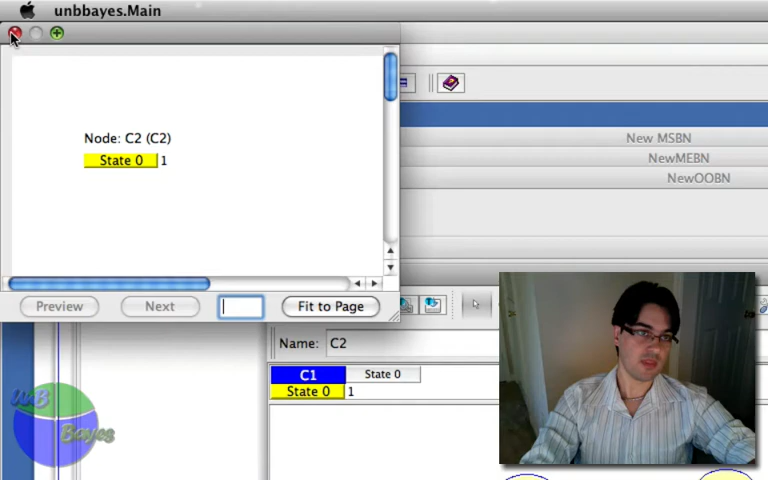 unbbayes.Main
New MSBN
Node: C2 (C2)
NewMEBN
State 0 1
NewOOBN
Preview
Next
Fit to Page
Name: C2
C1 State 0
State 0 1
UnB
Bayes